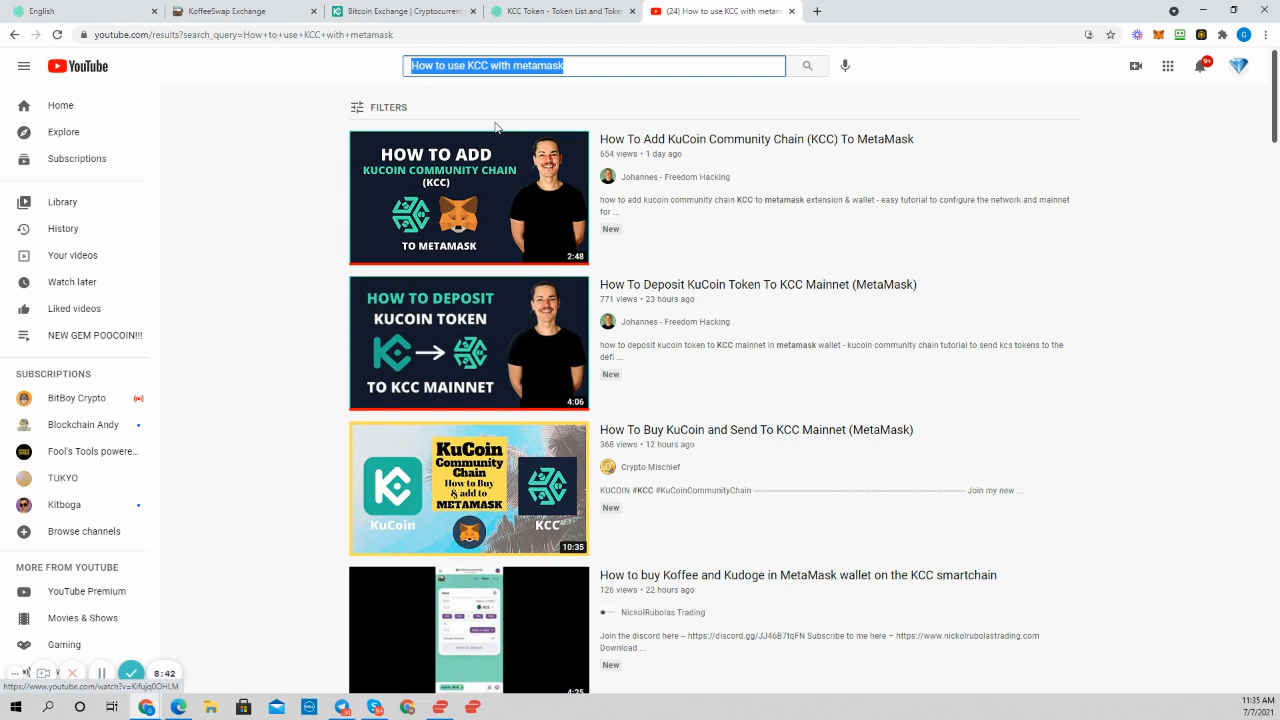 English
KoffeeSwap Exchange
Bitcoin Exchange | Cryptocurrenc
KCC Token - Token List and Token
(24) How to use KCC with metam
youtube.com/results?search_query=How+to+use+KCC+with+metamask
G
YouTube
How to use KCC with metamask
9+
Home
Explore
Subscriptions
Library
History
Your videos
Watch later
Liked videos
NEW GEM POOCOIN!!!
SUBSCRIPTIONS
BitBoy Crypto
Blockchain Andy
Fool's Tools powere...
TUKYO
Kitboga
Browse channels
MORE FROM YOUTUBE
YouTube Premium
Movies & Shows
Gaming
FILTERS
HOW TO ADD
KUCOIN COMMUNITY CHAIN
(KCC)
TO METAMASK
2:48
How To Add KuCoin Community Chain (KCC) To MetaMask
654 views • 1 day ago
Johannes - Freedom Hacking
how to add kucoin community chain KCC to metamask extension & wallet - easy tutorial to configure the network and mainnet
for ...
New
HOW TO DEPOSIT
KUCOIN TOKEN
TO KCC MAINNET
4:06
How To Deposit KuCoin Token To KCC Mainnet (MetaMask)
771 views • 23 hours ago
Johannes - Freedom Hacking
how to deposit kucoin token to KCC mainnet in metamask wallet - kucoin community chain tutorial to send kcs tokens to the
defi ...
New
KuCoin
Community
Chain
How to Buy
& add to
METAMASK
KuCoin
KCC
10:35
How To Buy KuCoin and Send To KCC Mainnet (MetaMask)
368 views • 12 hours ago
Crypto Mischief
KUCOIN #KCC #KuCoinCommunityChain ---------------------------------------------------------------- Join my new ...
New
4:25
How to buy Koffee and Kudoge in MetaMask wallet on the KCC smartchain
126 views • 22 hours ago
NickolRubolas Trading
Join the discord here -- https://discord.gg/JJ46B7tqFN Subscribe to me here -- https://www.nickolrubolastrading.com
Download ...
New
8:42
https://www.youtube.com/watch?v=kfujq0OHLM
11:35 AM
7/7/2021